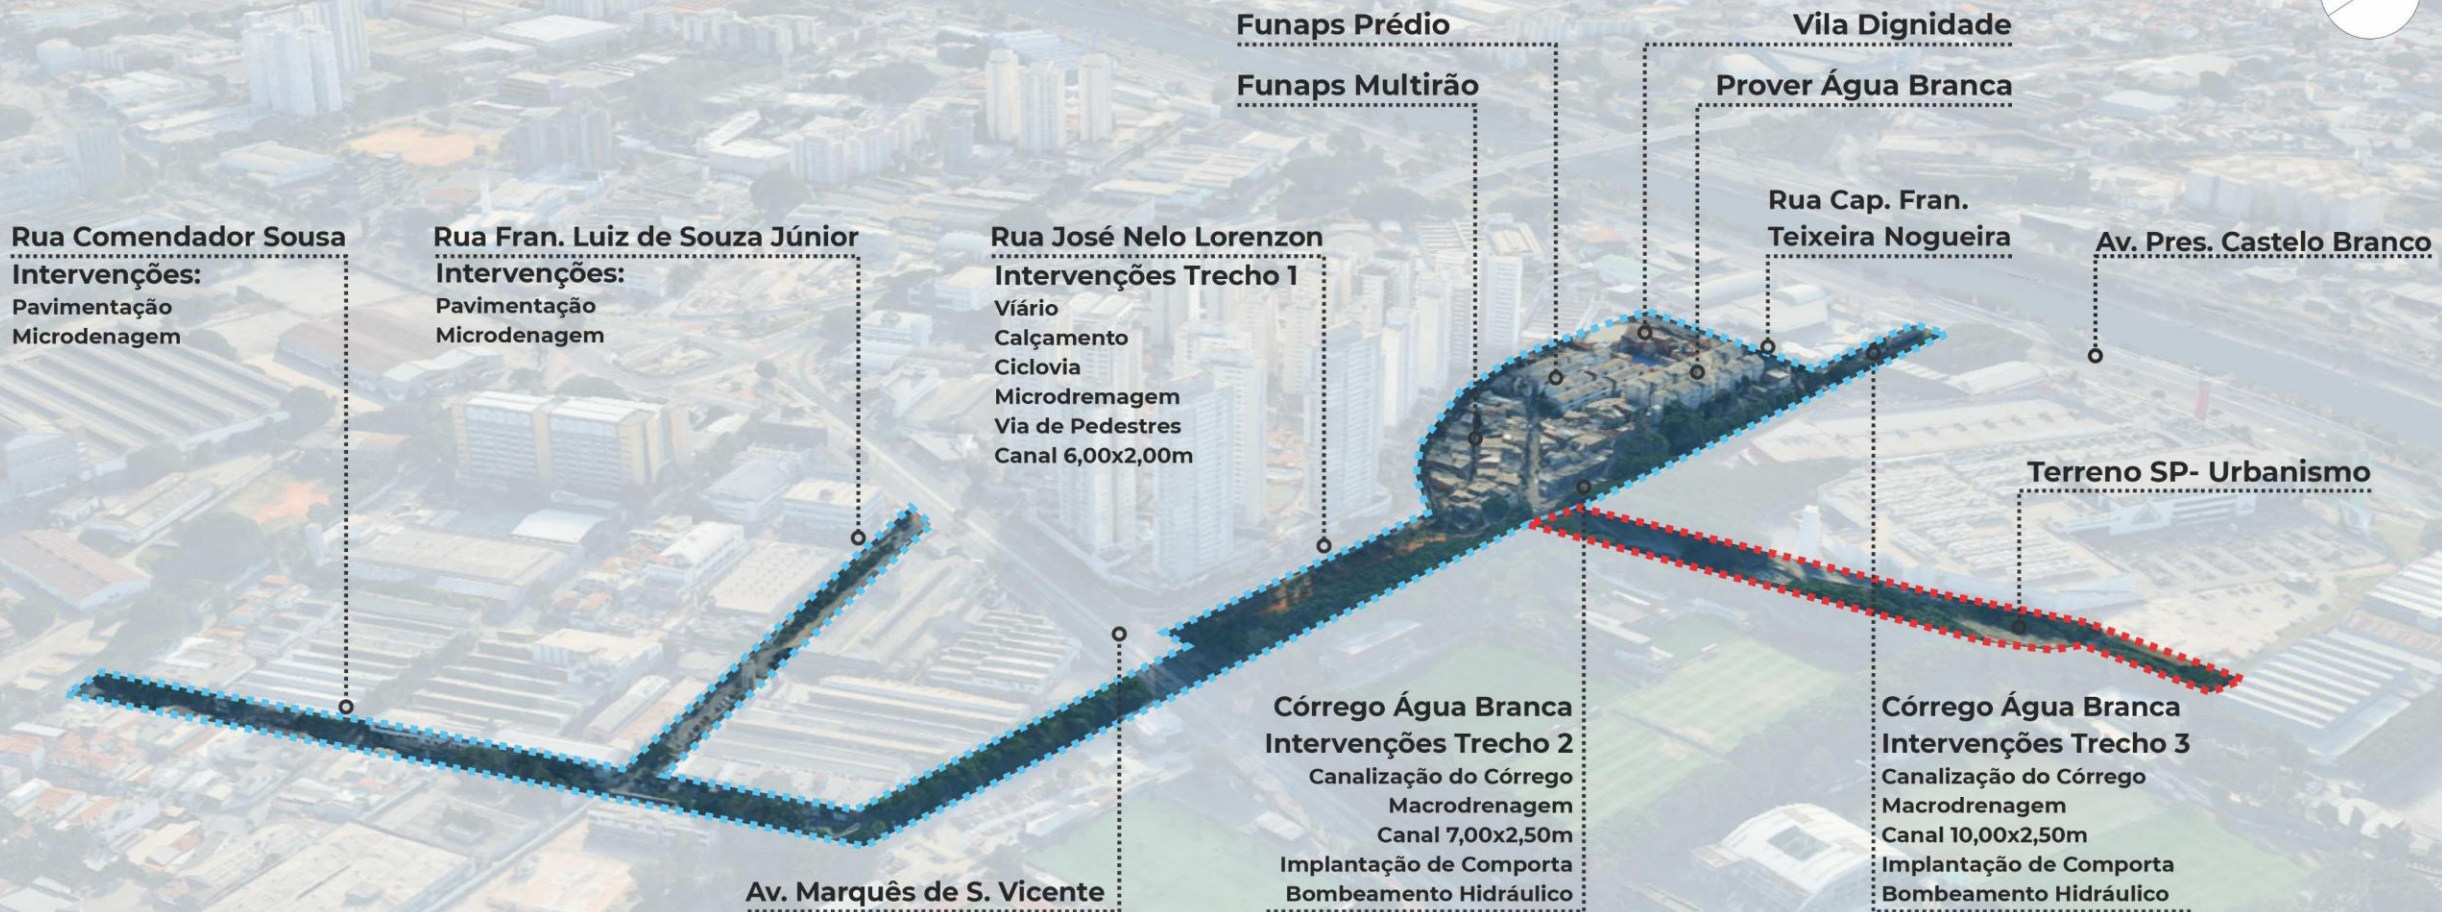 Funaps Prédio
Vila Dignidade
Funaps Multirão
Prover Água Branca
Rua Cap. Fran.
Teixeira Nogueira
Av. Pres. Castelo Branco
Rua Comendador Sousa
Intervenções:
Pavimentação
Microdenagem
Rua Fran. Luiz de Souza Júnior
Intervenções:
Pavimentação
Microdenagem
Rua José Nelo Lorenzon
Intervenções Trecho 1
Víário
Calçamento
Ciclovia
Microdremagem
Via de Pedestres
Canal 6,00x2,00m
Terreno SP- Urbanismo
Córrego Água Branca
Intervenções Trecho 2
Canalização do Córrego
Macrodrenagem
Canal 7,00x2,50m
Implantação de Comporta
Bombeamento Hidráulico
Córrego Água Branca
Intervenções Trecho 3
Canalização do Córrego
Macrodrenagem
Canal 10,00x2,50m
Implantação de Comporta
Bombeamento Hidráulico
Av. Marquês de S. Vicente